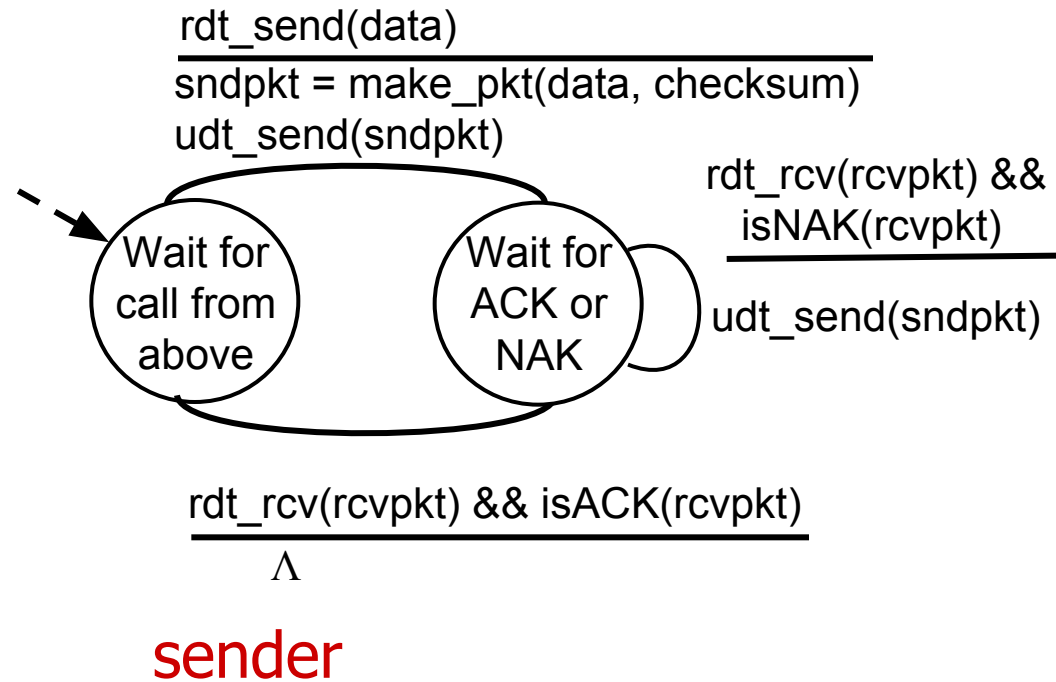 rdt_send(data)
sndpkt = make_pkt(data, checksum)
udt_send(sndpkt)
rdt_rcv(rcvpkt) &&
isNAK(rcvpkt)
udt_send(sndpkt)
Wait for
call from
above
Wait for
ACK or
NAK
rdt_rcv(rcvpkt) && isACK(rcvpkt)
Λ
sender